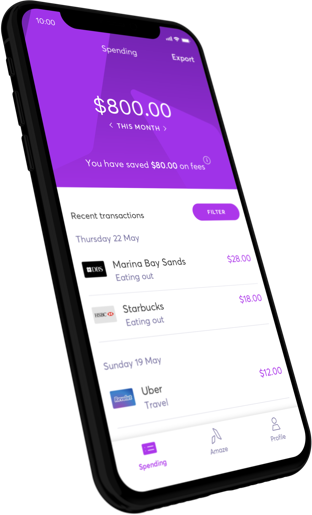 10:00
Spending
Export
$800.00
< THIS MONTH >
You have saved $80.00 on fees
Recent transactions
FILTER
Thursday 22 May
DBS
Marina Bay Sands
$28.00
Eating out
HSBC
Starbucks
$18.00
Eating out
Sunday 19 May
Uber
$12.00
Travel
Spending
Amaze
Profile